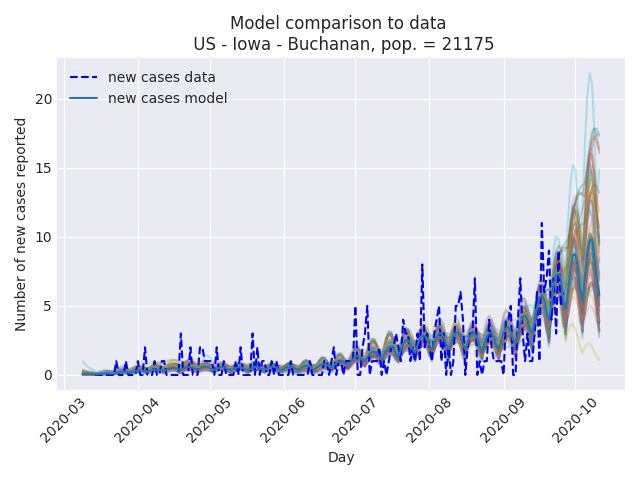 Model comparison to data
US - Iowa - Buchanan, pop. = 21175
new cases data
new cases model
Number of new cases reported
20
15
10
5
0
2020-03
2020-04
2020-05
2020-06
2020-07
2020-08
2020-09
2020-10
Day